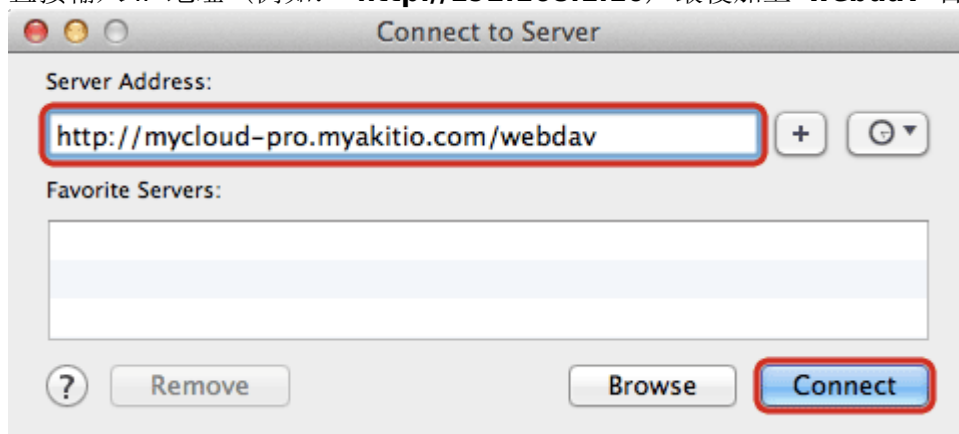 Connect to Server
Server Address:
http://mycloud-pro.myakitio.com/webdav
+
Favorite Servers:
? Remove Browse Connect